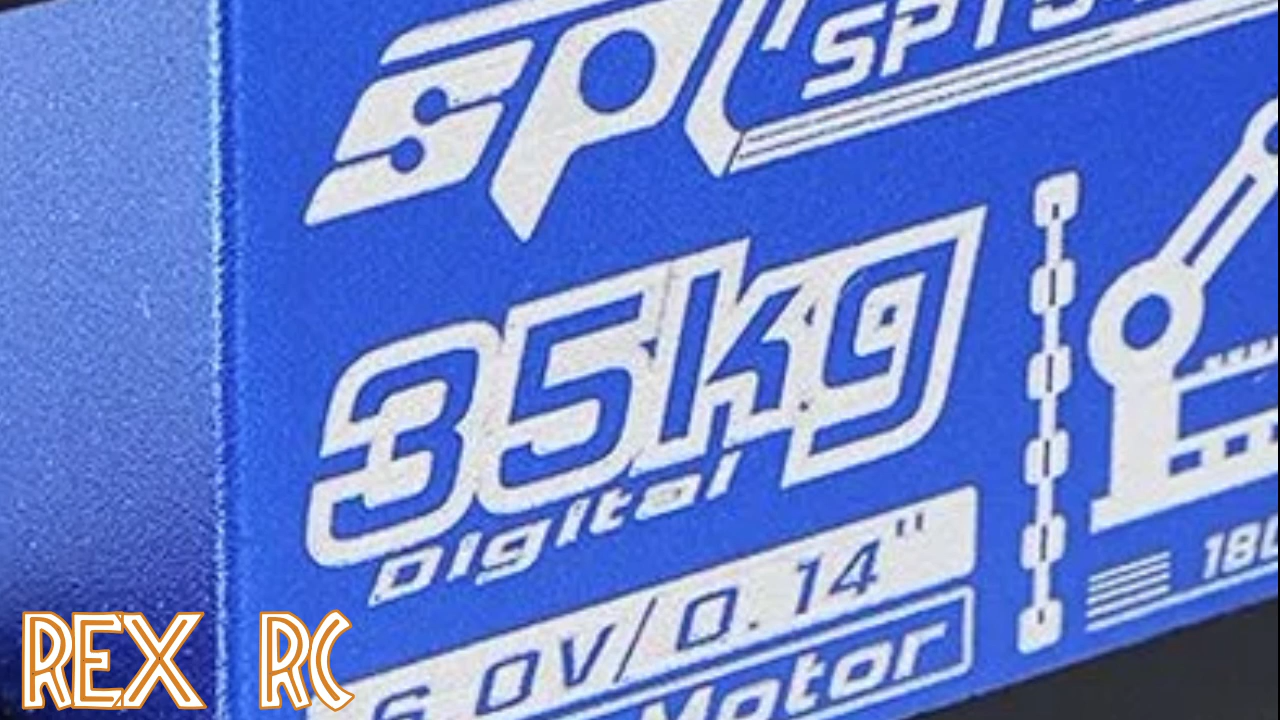 SPT
35kg
Digital
6.0V/0.14"
Motor
REX RC